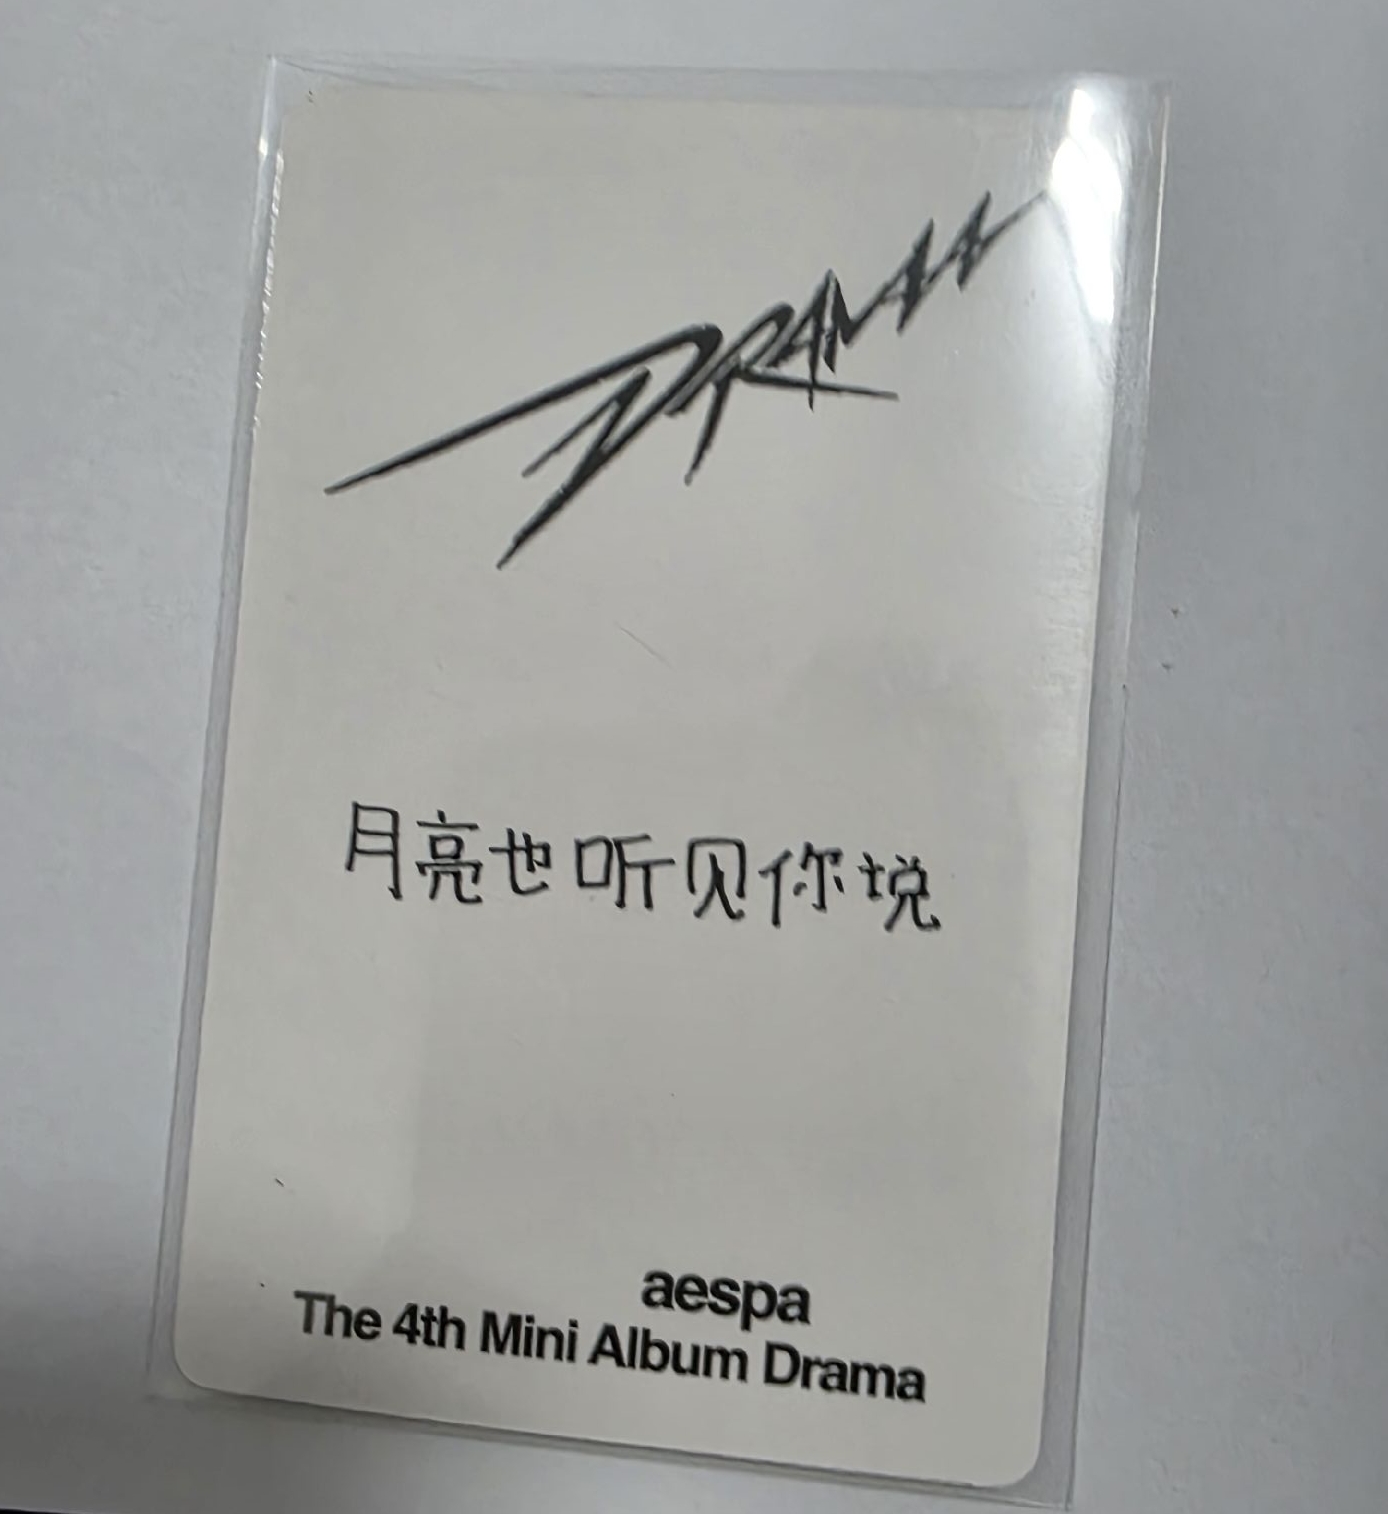 DRAMA
月亮也听见你说
aespa
The 4th Mini Album Drama